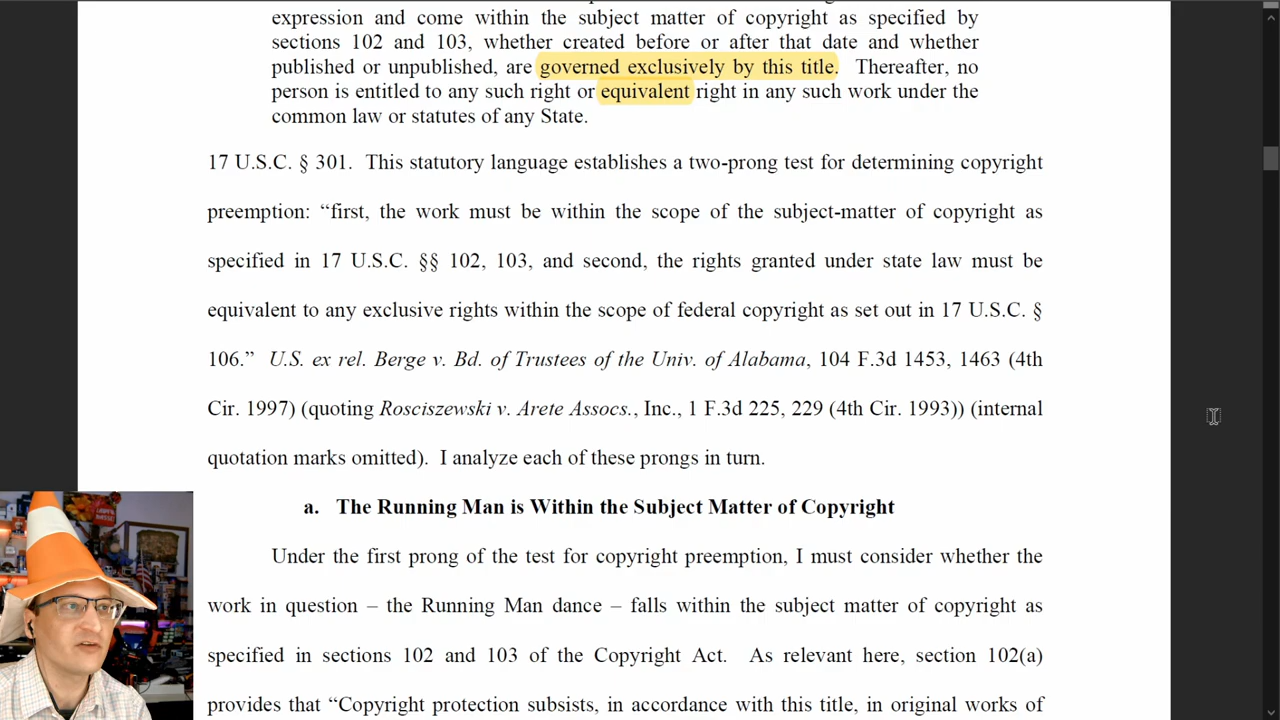 expression and come within the subject matter of copyright as specified by
sections 102 and 103, whether created before or after that date and whether
published or unpublished, are governed exclusively by this title. Thereafter, no
person is entitled to any such right or equivalent right in any such work under the
common law or statutes of any State.
17 U.S.C. § 301. This statutory language establishes a two-prong test for determining copyright
preemption: “first, the work must be within the scope of the subject-matter of copyright as
specified in 17 U.S.C. §§ 102, 103, and second, the rights granted under state law must be
equivalent to any exclusive rights within the scope of federal copyright as set out in 17 U.S.C. §
106.” U.S. ex rel. Berge v. Bd. of Trustees of the Univ. of Alabama, 104 F.3d 1453, 1463 (4th
Cir. 1997) (quoting Rosciszewski v. Arete Assocs., Inc., 1 F.3d 225, 229 (4th Cir. 1993)) (internal
quotation marks omitted). I analyze each of these prongs in turn.
a. The Running Man is Within the Subject Matter of Copyright
Under the first prong of the test for copyright preemption, I must consider whether the
work in question – the Running Man dance – falls within the subject matter of copyright as
specified in sections 102 and 103 of the Copyright Act. As relevant here, section 102(a)
provides that “Copyright protection subsists, in accordance with this title, in original works of